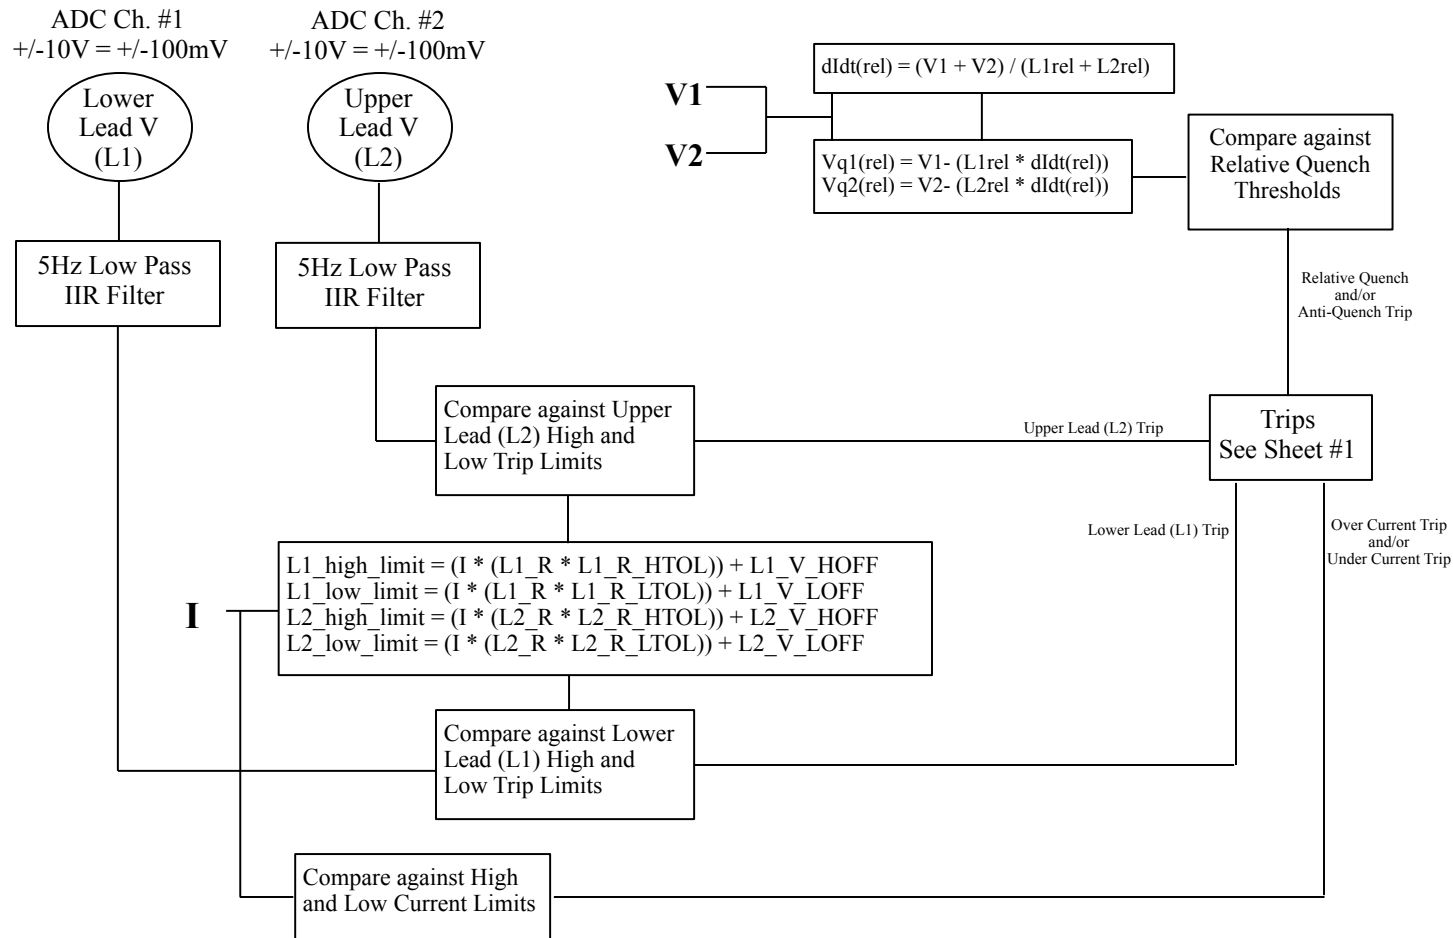 ADC Ch. #1
+/-10V = +/-100mV
ADC Ch. #2
+/-10V = +/-100mV
Lower
Lead V
(L1)
Upper
Lead V
(L2)
V1
V2
dIdt(rel) = (V1 + V2) / (L1rel + L2rel)
Vq1(rel) = V1- (L1rel * dIdt(rel))
Vq2(rel) = V2- (L2rel * dIdt(rel))
Compare against
Relative Quench
Thresholds
5Hz Low Pass
IIR Filter
5Hz Low Pass
IIR Filter
Relative Quench
and/or
Anti-Quench Trip
Compare against Upper
Lead (L2) High and
Low Trip Limits
Upper Lead (L2) Trip
Trips
See Sheet #1
Lower Lead (L1) Trip
Over Current Trip
and/or
Under Current Trip
I
L1_high_limit = (I * (L1_R * L1_R_HTOL)) + L1_V_HOFF
L1_low_limit = (I * (L1_R * L1_R_LTOL)) + L1_V_LOFF
L2_high_limit = (I * (L2_R * L2_R_HTOL)) + L2_V_HOFF
L2_low_limit = (I * (L2_R * L2_R_LTOL)) + L2_V_LOFF
Compare against Lower
Lead (L1) High and
Low Trip Limits
Compare against High
and Low Current Limits